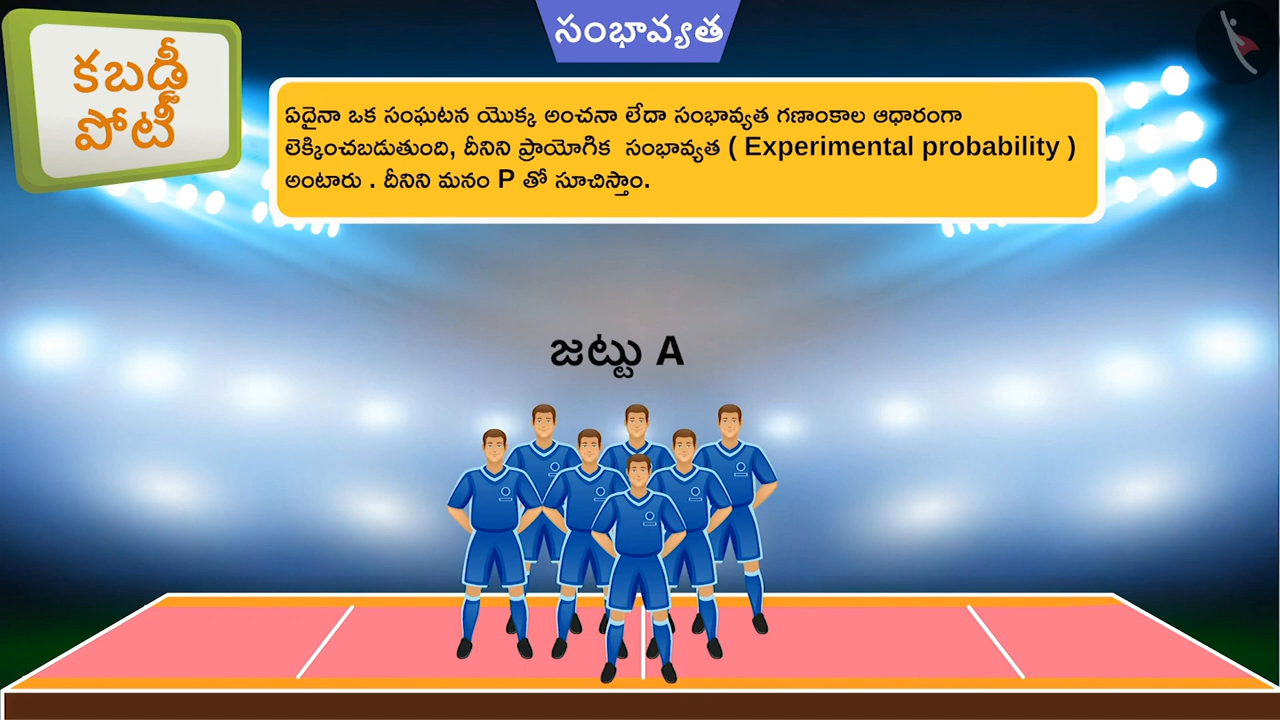 సంభావ్యత
కబడ్డీ
పోటీ
ఏదైనా ఒక సంఘటన యొక్క అంచనా లేదా సంభావ్యత గణాంకాల ఆధారంగా
లెక్కించబడుతుంది, దీనిని ప్రాయోగిక సంభావ్యత ( Experimental probability )
అంటారు . దీనిని మనం P తో సూచిస్తాం.
జట్టు A